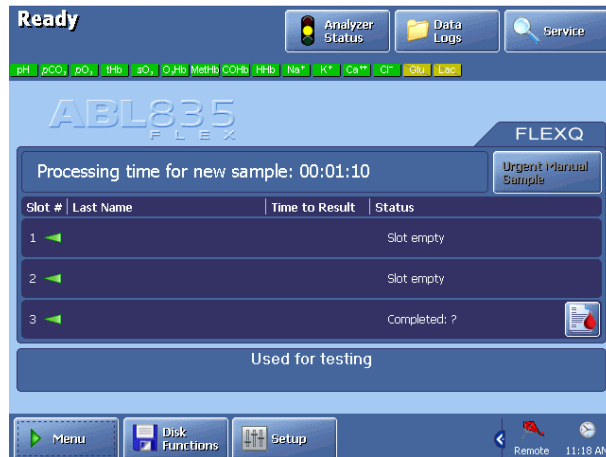 Ready
Analyzer Status
Data Logs
Service
pH pCO₂ pO₂ tHb sO₂ O₂Hb MetHb COHb HHb Na⁺ K⁺ Ca⁺⁺ Cl⁻ Glu Lac
ABL835
FLEX
FLEXQ
Processing time for new sample: 00:01:10
Urgent Manual Sample
Slot # Last Name Time to Result Status
1 Slot empty
2 Slot empty
3 Completed: ?
Used for testing
Menu
Disk Functions
Setup
Remote
11:18 AM